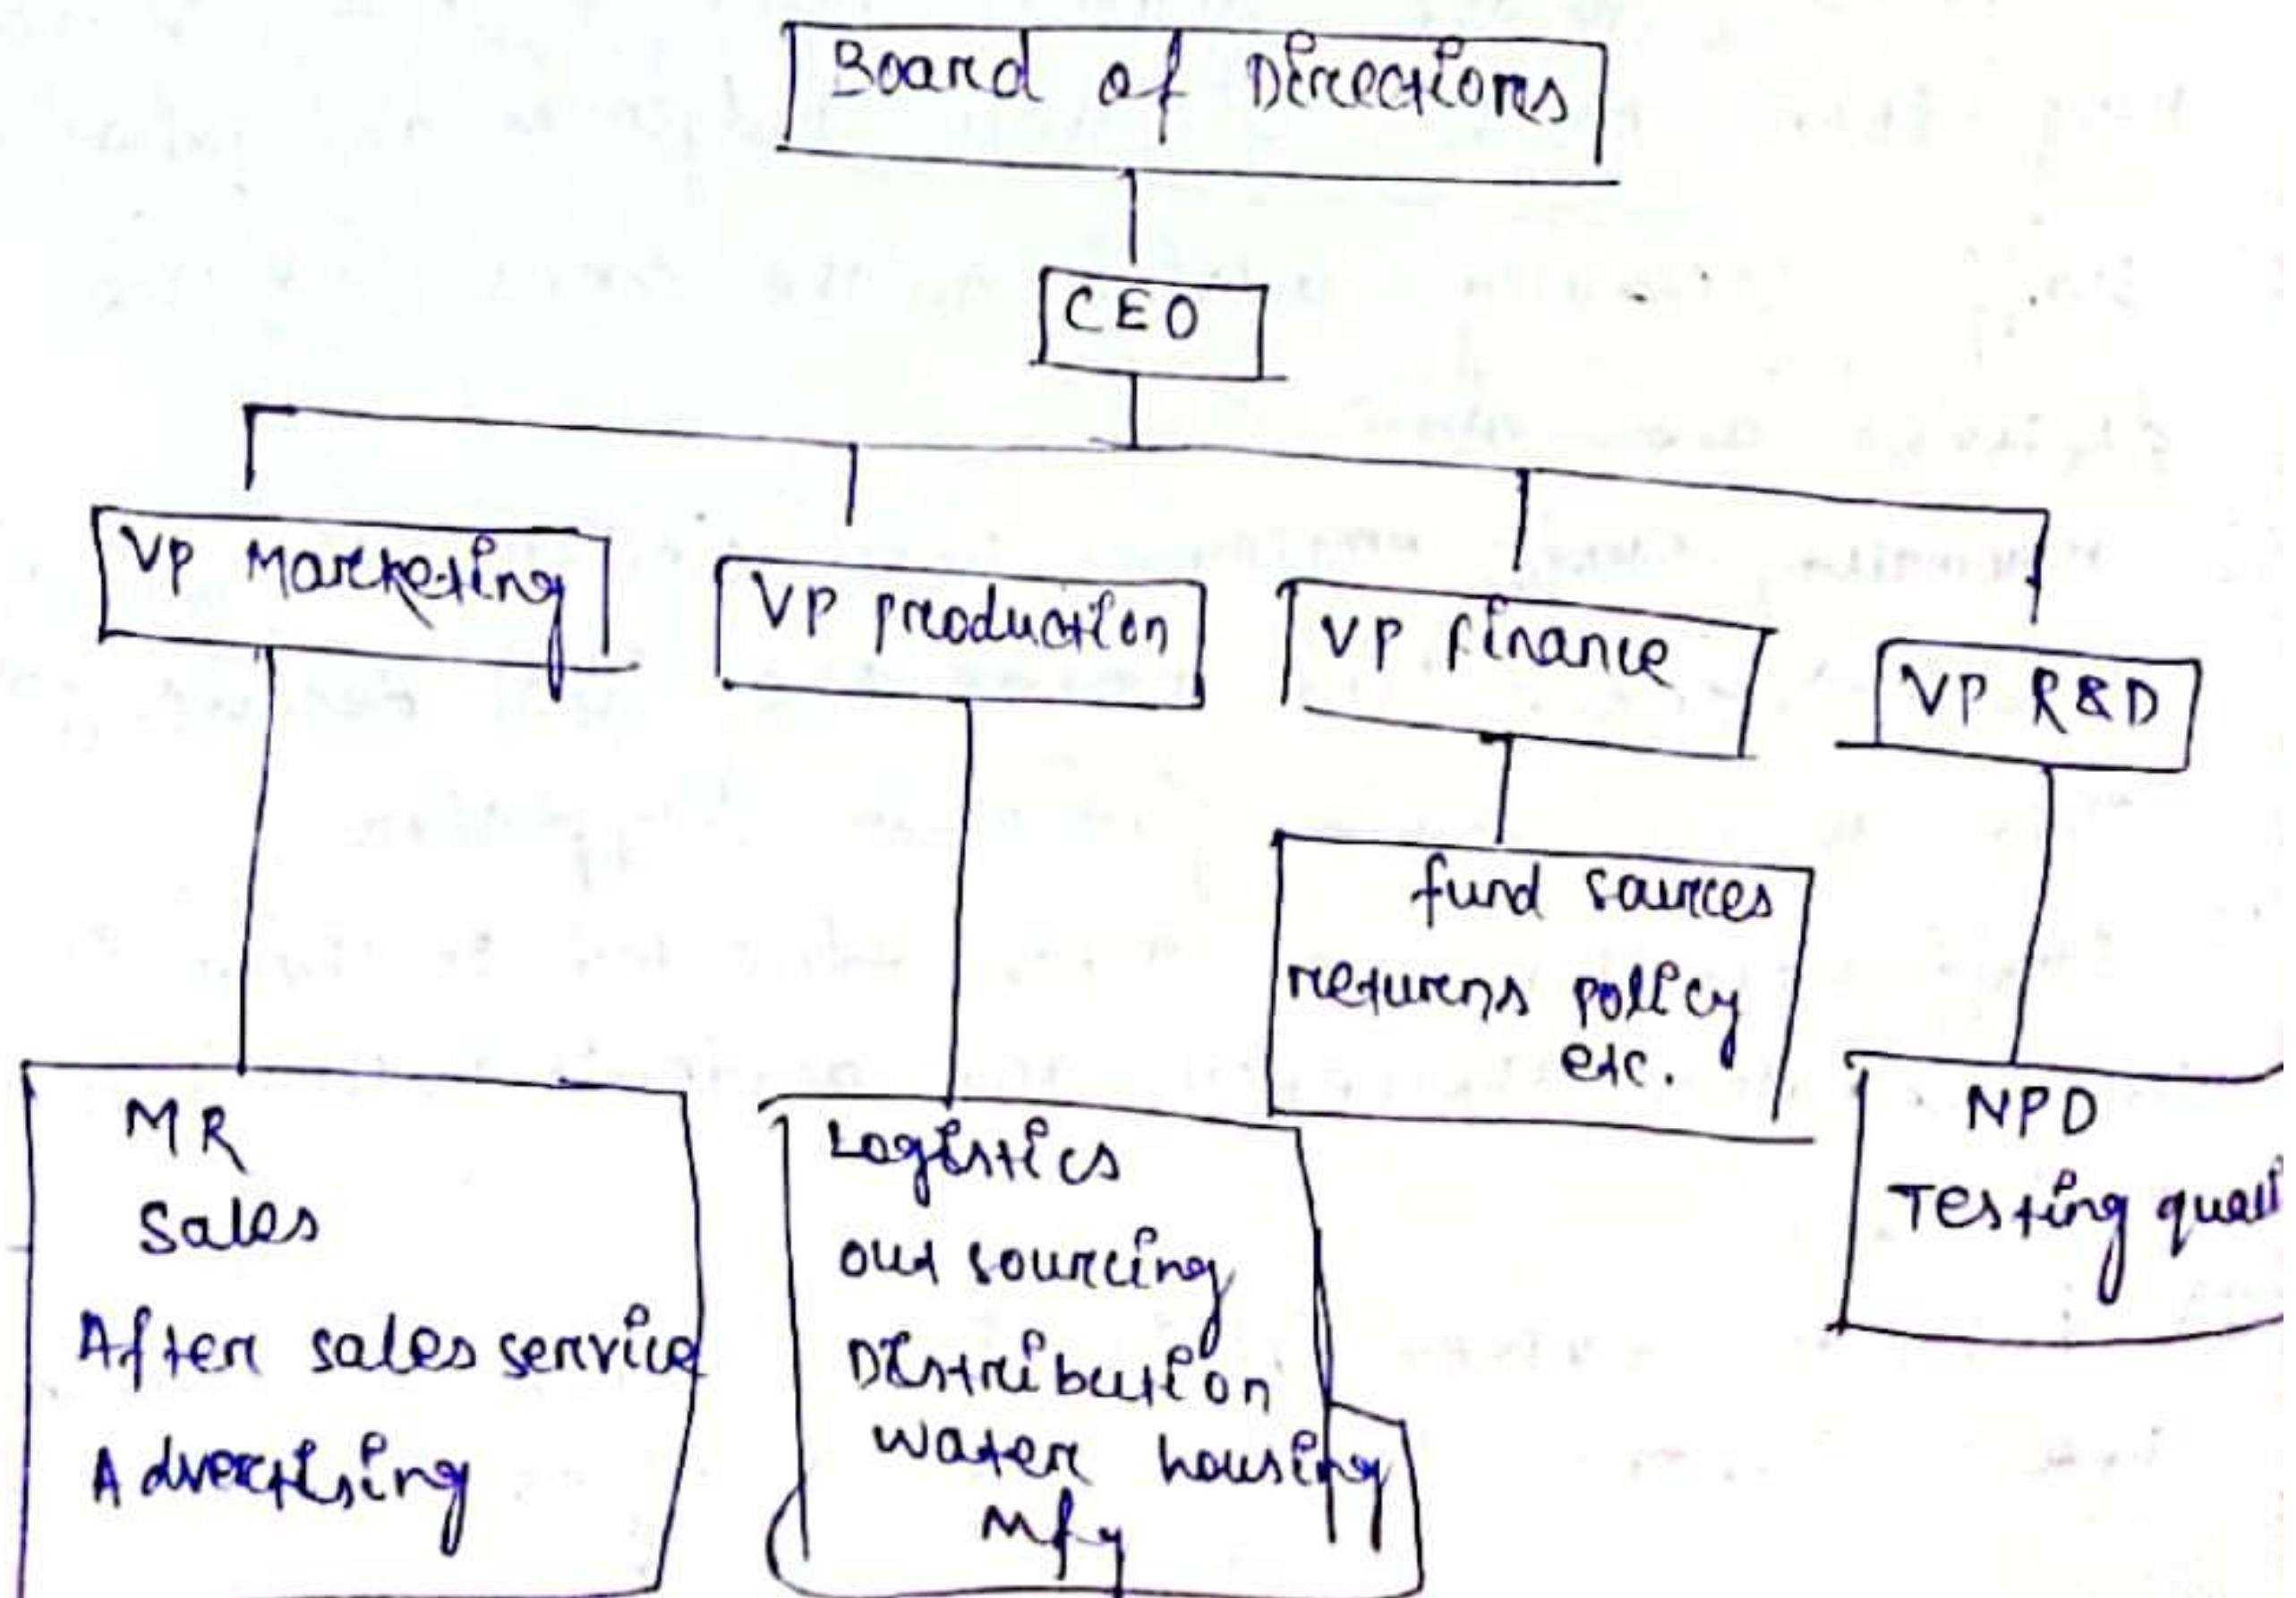 Board of Directions
CEO
VP Marketing
VP production
VP finance
VP R&D
fund sources
returns policy
etc.
MR
Sales
After sales service
Advertising
Logistics
out sourcing
Distribution
Water housing
Mfg
NPD
Testing quali